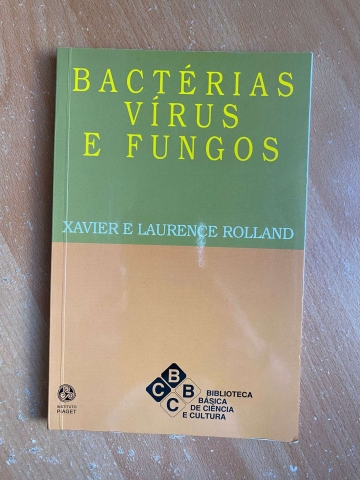 BACTÉRIAS
VÍRUS
E FUNGOS
XAVIER E LAURENCE ROLLAND
B
C B
C
BIBLIOTECA
BÁSICA
DE CIÊNCIA
E CULTURA
INSTITUTO
PIAGET